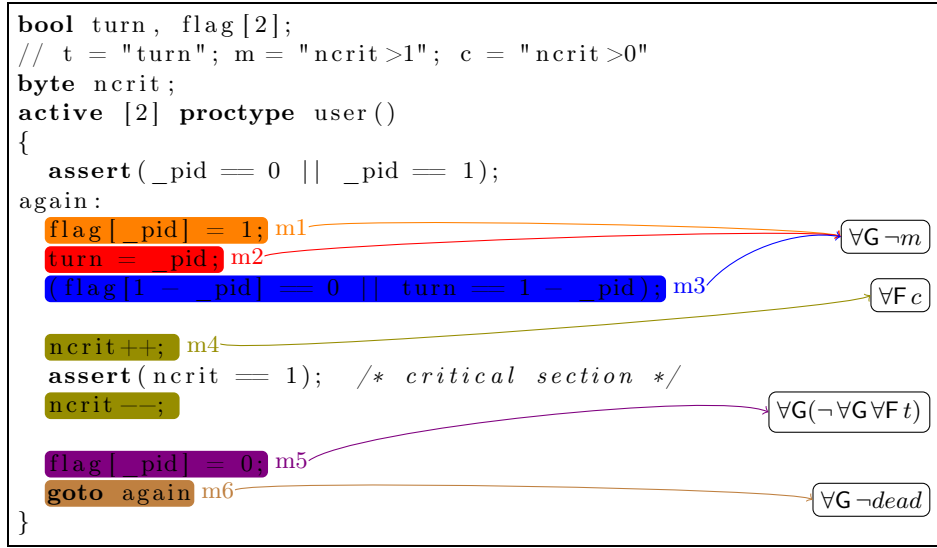 bool turn, flag[2];
// t = "turn"; m = "ncrit>1"; c = "ncrit>0"
byte ncrit;
active [2] proctype user()
{
assert(_pid == 0 || _pid == 1);
again:
flag[_pid] = 1; m1
∀G ¬m
turn = _pid; m2
(flag[1 - _pid] == 0 || turn == 1 - _pid); m3
∀F c
ncrit++; m4
assert(ncrit == 1); /* critical section */
ncrit--;
∀G(¬ ∀G ∀F t)
flag[_pid] = 0; m5
goto again m6
∀G ¬dead
}